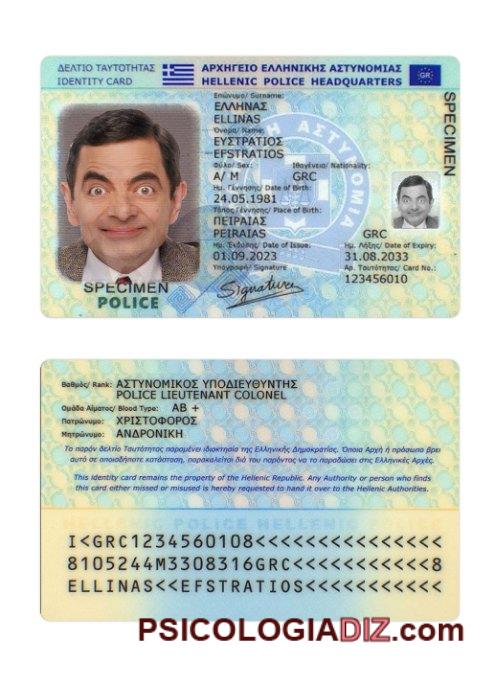 ΔΕΛΤΙΟ ΤΑΥΤΟΤΗΤΑΣ
IDENTITY CARD
ΑΡΧΗΓΕΙΟ ΕΛΛΗΝΙΚΗΣ ΑΣΤΥΝΟΜΙΑΣ
HELLENIC POLICE HEADQUARTERS
GR
Επώνυμο/ Surname:
ΕΛΛΗΝΑΣ
ELLINAS
Όνομα/ Name:
ΕΥΣΤΡΑΤΙΟΣ
EFSTRATIOS
Φύλο/ Sex: Ιθαγένεια/ Nationality:
Α/ M GRC
Ημ. Γέννησης/ Date of Birth:
24.05.1981
Τόπος Γέννησης/ Place of Birth:
ΠΕΙΡΑΙΑΣ
PEIRAIAS GRC
Ημ. Έκδοσης/ Date of Issue: Ημ. Λήξης/ Date of Expiry:
01.09.2023 31.08.2033
Υπογραφή/ Signature Αρ. Ταυτότητας/ Card No.:
Signature 123456010
SPECIMEN
POLICE
SPECIMEN
ΑΣΤΥΝΟΜΙΑ
Βαθμός/ Rank: ΑΣΤΥΝΟΜΙΚΟΣ ΥΠΟΔΙΕΥΘΥΝΤΗΣ
POLICE LIEUTENANT COLONEL
Ομάδα Αίματος/ Blood Type: AB +
Πατρώνυμο: ΧΡΙΣΤΟΦΟΡΟΣ
Μητρώνυμο: ΑΝΔΡΟΝΙΚΗ
Το παρόν δελτίο Ταυτότητας παραμένει ιδιοκτησία της Ελληνικής Δημοκρατίας. Όποια Αρχή ή πρόσωπο βρει
αυτό σε οποιαδήποτε κατάσταση, παρακαλείται διά του παρόντος να το παραδώσει στις Ελληνικές Αρχές.
This identity card remains the property of the Hellenic Republic. Any Authority or person who finds
this card either missed or misused is hereby requested to hand it over to the Hellenic Authorities.
POLICE HELLENI
I<GRC1234560108<<<<<<<<<<<<<<<
8105244M3308316GRC<<<<<<<<<<<8
ELLINAS<<EFSTRATIOS<<<<<<<<<<<
PSICOLOGIADIZ.com